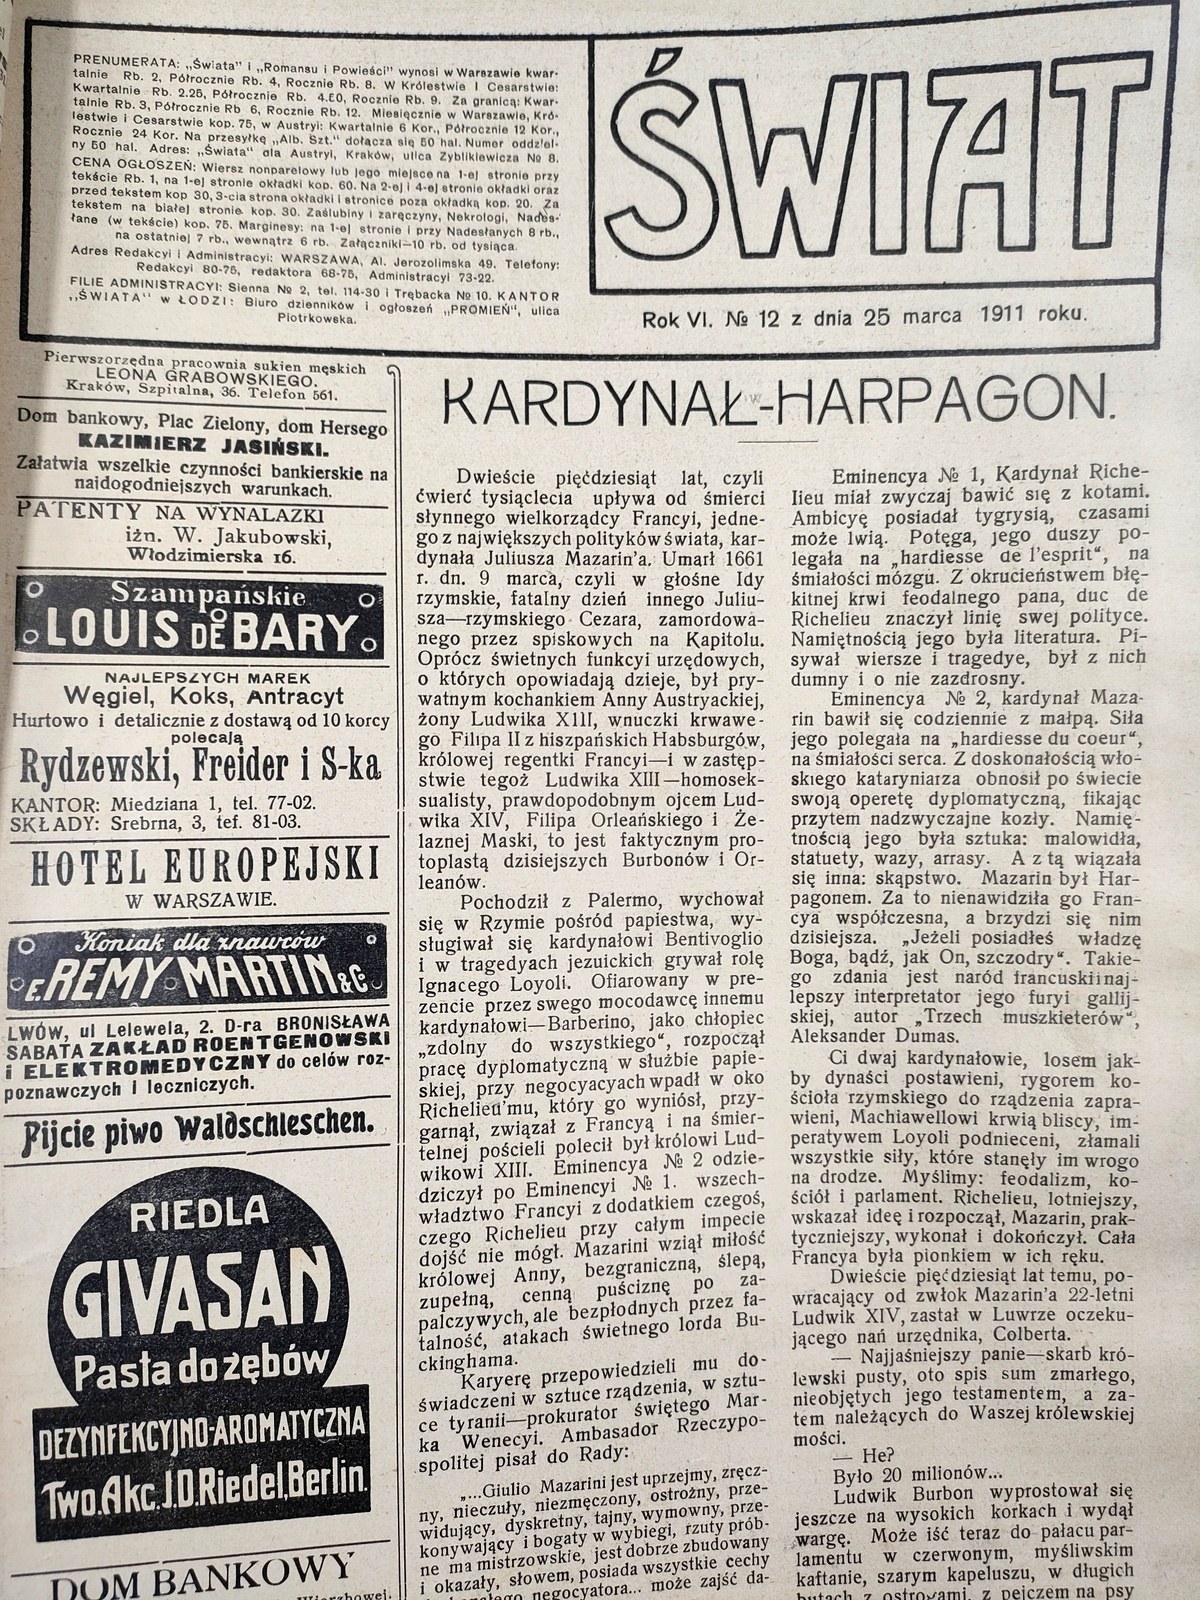 PRENUMERATA: „Świata" i „Romansu i Powieści" wynosi w Warszawie kwar-
talnie Rb. 2, Półrocznie Rb. 4, Rocznie Rb. 8. W Królestwie i Cesarstwie:
Kwartalnie Rb. 2.25, Półrocznie Rb. 4.50, Rocznie Rb. 9. Za granicą: Kwar-
talnie Rb. 3, Półrocznie Rb 6, Rocznie Rb. 12. Miesięcznie w Warszawie, Kró-
lestwie i Cesarstwie kop. 75, w Austryi: Kwartalnie 6 Kor., Półrocznie 12 Kor.,
Rocznie 24 Kor. Na przesyłkę „Alb. Szt." dołącza się 50 hal. Numer oddziel-
ny 50 hal. Adres: „Świata" dla Austryi, Kraków, ulica Zyblikiewicza № 8.
CENA OGŁOSZEŃ: Wiersz nonparelowy lub jego miejsce na 1-ej stronie przy
tekście Rb. 1, na 1-ej stronie okładki kop. 60. Na 2-ej i 4-ej stronie okładki oraz
przed tekstem kop 30, 3-cia strona okładki i stronice poza okładką kop. 20. Za
tekstem na białej stronie kop. 30. Zaślubiny i zaręczyny, Nekrologi, Nades-
łane (w tekście) kop. 75. Marginesy: na 1-ej stronie i przy Nadesłanych 8 rb.,
na ostatniej 7 rb., wewnątrz 6 rb. Załączniki—10 rb. od tysiąca.
Adres Redakcyi i Administracyi: WARSZAWA, Al. Jerozolimska 49. Telefony:
Redakcyi 80-75, redaktora 68-75, Administracyi 73-22.
FILIE ADMINISTRACYI: Sienna № 2, tel. 114-30 i Trębacka № 10. KANTOR
„ŚWIATA" w ŁODZI: Biuro dzienników i ogłoszeń „PROMIEŃ", ulica
Piotrkowska.
ŚWIAT
Rok VI. № 12 z dnia 25 marca 1911 roku.
Pierwszorzędna pracownia sukien męskich
LEONA GRABOWSKIEGO.
Kraków, Szpitalna, 36. Telefon 561.
Dom bankowy, Plac Zielony, dom Hersego
KAZIMIERZ JASIŃSKI.
Załatwia wszelkie czynności bankierskie na
najdogodniejszych warunkach.
PATENTY NA WYNALAZKI
iżn. W. Jakubowski,
Włodzimierska 16.
Szampańskie
LOUIS DE BARY
NAJLEPSZYCH MAREK
Węgiel, Koks, Antracyt
Hurtowo i detalicznie z dostawą od 10 korcy
polecają
Rydzewski, Freider i S-ka
KANTOR: Miedziana 1, tel. 77-02.
SKŁADY: Srebrna, 3, tef. 81-03.
HOTEL EUROPEJSKI
W WARSZAWIE.
Koniak dla znawców
E. REMY MARTIN & Co.
LWÓW, ul Lelewela, 2. D-ra BRONISŁAWA
SABATA ZAKŁAD ROENTGENOWSKI
i ELEKTROMEDYCZNY do celów roz-
poznawczych i leczniczych.
Pijcie piwo Waldschleschen.
RIEDLA
GIVASAN
Pasta do zębów
DEZYNFEKCYJNO-AROMATYCZNA
Two. Akc. J.D. Riedel, Berlin.
DOM BANKOWY
KARDYNAŁ-HARPAGON.
Dwieście pięćdziesiąt lat, czyli
ćwierć tysiąclecia upływa od śmierci
słynnego wielkorządcy Francyi, jedne-
go z największych polityków świata, kar-
dynała Juliusza Mazarin'a. Umarł 1661
r. dn. 9 marca, czyli w głośne Idy
rzymskie, fatalny dzień innego Juliu-
sza—rzymskiego Cezara, zamordowa-
nego przez spiskowych na Kapitolu.
Oprócz świetnych funkcyi urzędowych,
o których opowiadają dzieje, był pry-
watnym kochankiem Anny Austryackiej,
żony Ludwika XIII, wnuczki krwawe-
go Filipa II z hiszpańskich Habsburgów,
królowej regentki Francyi—i w zastęp-
stwie tegoż Ludwika XIII—homosek-
sualisty, prawdopodobnym ojcem Lud-
wika XIV, Filipa Orleańskiego i Że-
laznej Maski, to jest faktycznym pro-
toplastą dzisiejszych Burbonów i Or-
leanów.
Pochodził z Palermo, wychował
się w Rzymie pośród papiestwa, wy-
sługiwał się kardynałowi Bentivoglio
i w tragedyach jezuickich grywał rolę
Ignacego Loyoli. Ofiarowany w pre-
zencie przez swego mocodawcę innemu
kardynałowi—Barberino, jako chłopiec
„zdolny do wszystkiego", rozpoczął
pracę dyplomatyczną w służbie papie-
skiej, przy negocyacyach wpadł w oko
Richelieu'mu, który go wyniósł, przy-
garnął, związał z Francyą i na śmier-
telnej pościeli polecił był królowi Lud-
wikowi XIII. Eminencya № 2 odzie-
dziczył po Eminencyi № 1. wszech-
władztwo Francyi z dodatkiem czegoś,
czego Richelieu przy całym impecie
dojść nie mógł. Mazarini wziął miłość
królowej Anny, bezgraniczną, ślepą,
zupełną, cenną puściznę po za-
palczywych, ale bezpłodnych przez fa-
talność, atakach świetnego lorda Bu-
ckinghama.
Karyerę przepowiedzieli mu do-
świadczeni w sztuce rządzenia, w sztu-
ce tyranii—prokurator świętego Mar-
ka Wenecyi. Ambasador Rzeczypo-
spolitej pisał do Rady:
„...Giulio Mazarini jest uprzejmy, zręcz-
ny, nieczuły, niezmęczony, ostrożny, prze-
widujący, dyskretny, tajny, wymowny, prze-
konywający i bogaty w wybiegi, rzuty prób-
ne ma mistrzowskie, jest dobrze zbudowany
i okazały, słowem, posiada wszystkie cechy
negocyatora... może zajść da-
Eminencya № 1, Kardynał Riche-
lieu miał zwyczaj bawić się z kotami.
Ambicyę posiadał tygrysią, czasami
może lwią. Potęga, jego duszy po-
legała na „hardiesse de l'esprit", na
śmiałości mózgu. Z okrucieństwem błę-
kitnej krwi feodalnego pana, duc de
Richelieu znaczył linię swej polityce.
Namiętnością jego była literatura. Pi-
sywał wiersze i tragedye, był z nich
dumny i o nie zazdrosny.
Eminencya № 2, kardynał Maza-
rin bawił się codziennie z małpą. Siła
jego polegała na „hardiesse du coeur",
na śmiałości serca. Z doskonałością wło-
skiego kataryniarza obnosił po świecie
swoją operetę dyplomatyczną, fikając
przytem nadzwyczajne kozły. Namię-
tnością jego była sztuka: malowidła,
statuety, wazy, arrasy. A z tą wiązała
się inna: skąpstwo. Mazarin był Har-
pagonem. Za to nienawidziła go Fran-
cya współczesna, a brzydzi się nim
dzisiejsza. „Jeżeli posiadłeś władzę
Boga, bądź, jak On, szczodry". Takie-
go zdania jest naród francuski i naj-
lepszy interpretator jego furyi gallij-
skiej, autor „Trzech muszkieterów",
Aleksander Dumas.
Ci dwaj kardynałowie, losem jak-
by dynaści postawieni, rygorem ko-
ścioła rzymskiego do rządzenia zapra-
wieni, Machiawellowi krwią bliscy, im-
peratywem Loyoli podnieceni, złamali
wszystkie siły, które stanęły im wrogo
na drodze. Myślimy: feodalizm, ko-
ściół i parlament. Richelieu, lotniejszy,
wskazał ideę i rozpoczął, Mazarin, prak-
tyczniejszy, wykonał i dokończył. Cała
Francya była pionkiem w ich ręku.
Dwieście pięćdziesiąt lat temu, po-
wracający od zwłok Mazarin'a 22-letni
Ludwik XIV, zastał w Luwrze oczeku-
jącego nań urzędnika, Colberta.
— Najjaśniejszy panie—skarb kró-
lewski pusty, oto spis sum zmarłego,
nieobjętych jego testamentem, a za-
tem należących do Waszej królewskiej
mości.
— He?
Było 20 milionów...
Ludwik Burbon wyprostował się
jeszcze na wysokich korkach i wydął
wargę. Może iść teraz do pałacu par-
lamentu w czerwonym, myśliwskim
kaftanie, szarym kapeluszu, w długich
butach z ostrogami, z pejczem na psy